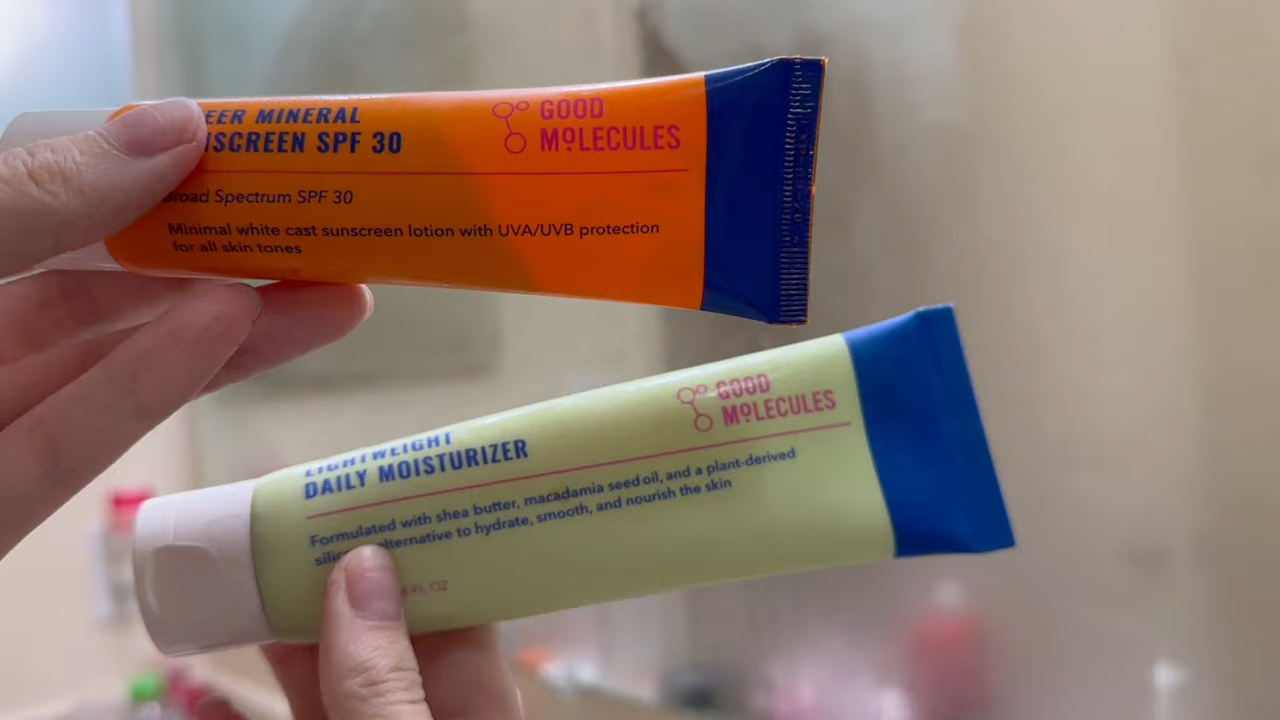 EER MINERAL
SCREEN SPF 30
GOOD
MOLECULES
Broad Spectrum SPF 30
Minimal white cast sunscreen lotion with UVA/UVB protection
for all skin tones
LIGHTWEIGHT
DAILY MOISTURIZER
GOOD
MOLECULES
Formulated with shea butter, macadamia seed oil, and a plant-derived
alternative to hydrate, smooth, and nourish the skin
FL. OZ